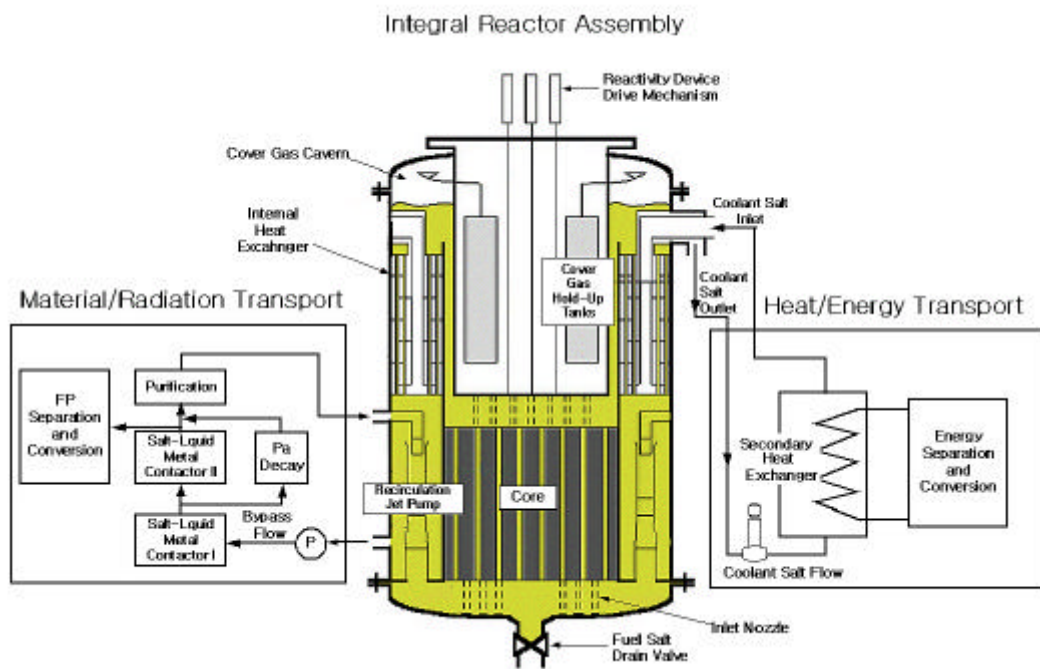 Integral Reactor Assembly
Reactivity Device
Drive Mechanism
Cover Gas Cavern
Internal
Heat
Excahnger
Coolant Salt
Inlet
Cover
Gas
Hold-Up
Tanks
Coolant
Salt
Outlet
Material/Radiation Transport
FP
Separation
and
Conversion
Purification
Salt-Lquid
Metal
Contactor II
Pa
Decay
Salt-Lquid
Metal
Contactor I
Bypass
Flow
P
Recirculation
Jet Pump
Core
Heat/Energy Transport
Secondary
Heat
Exchanger
Energy
Separation
and
Conversion
Coolant Salt Flow
Inlet Nozzle
Fuel Salt
Drain Valve